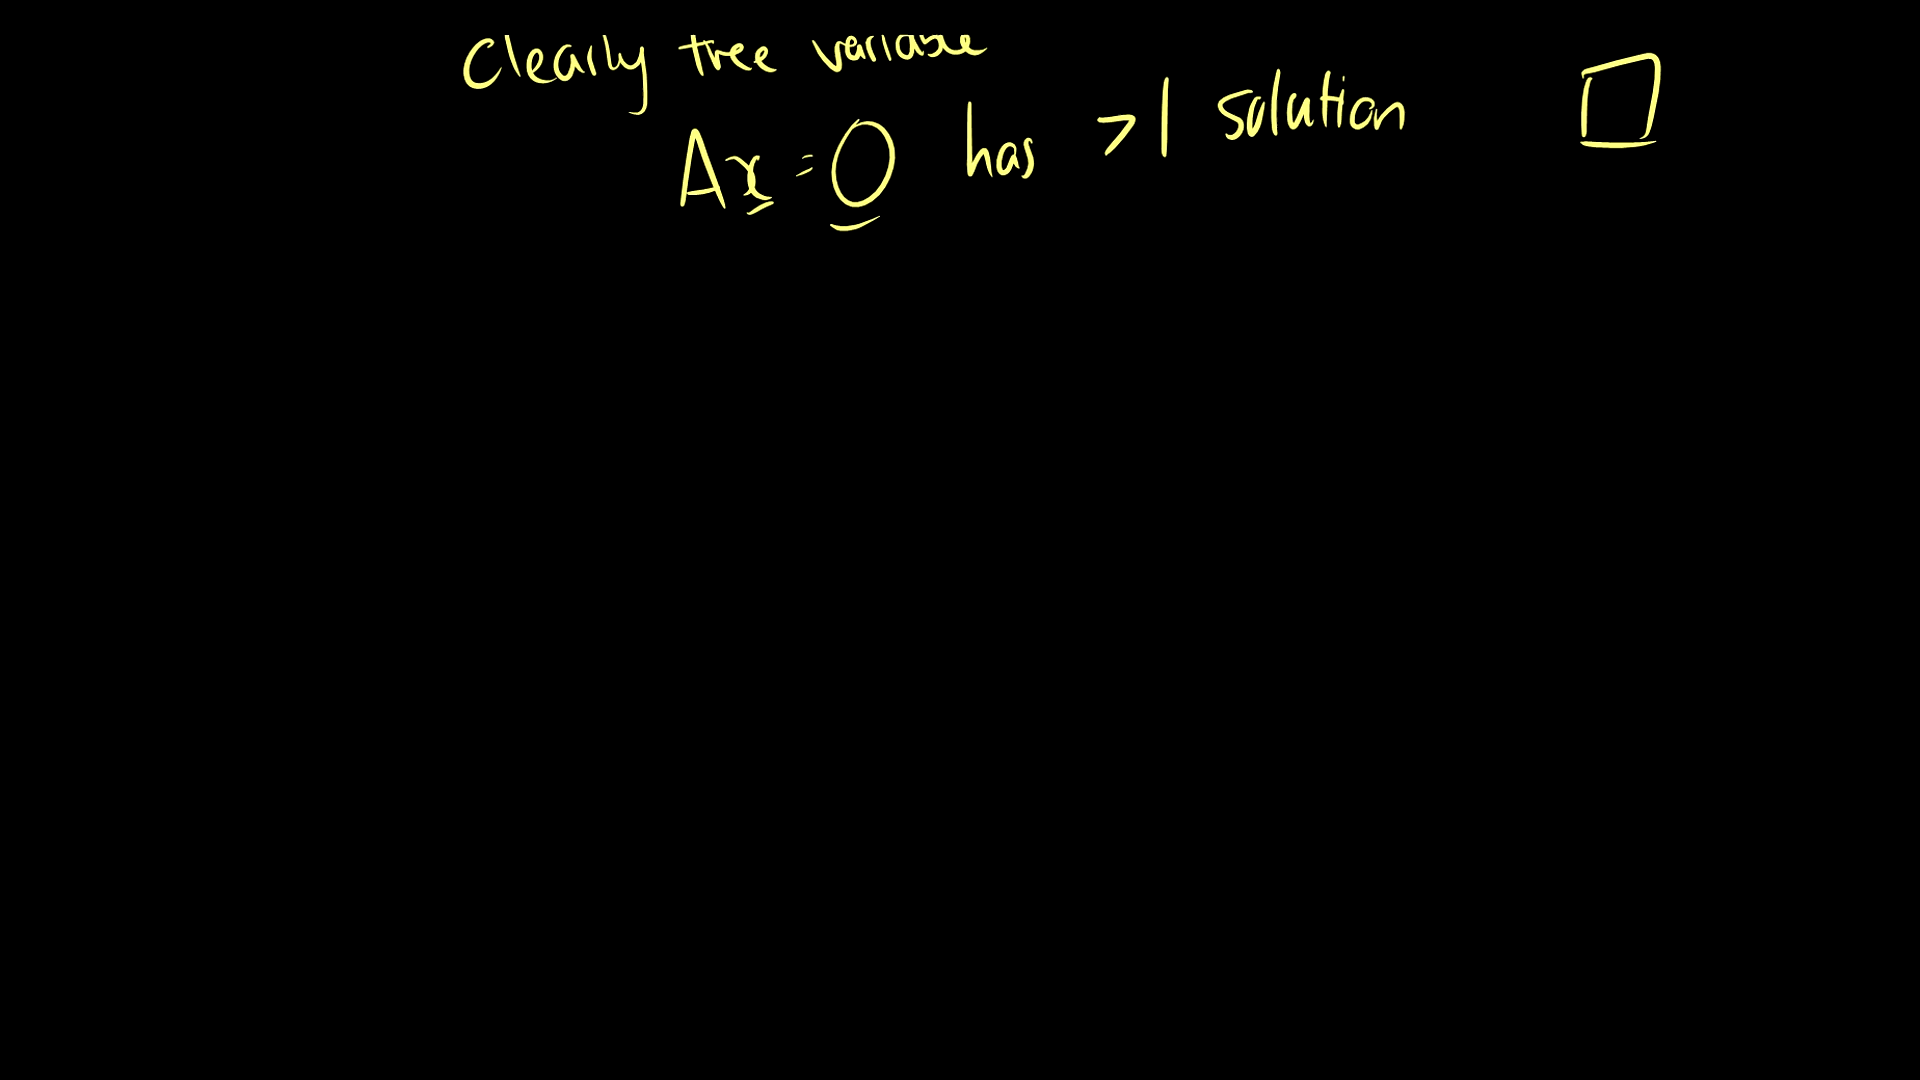 Clearly free variable
Ax = 0 has >1 solution □